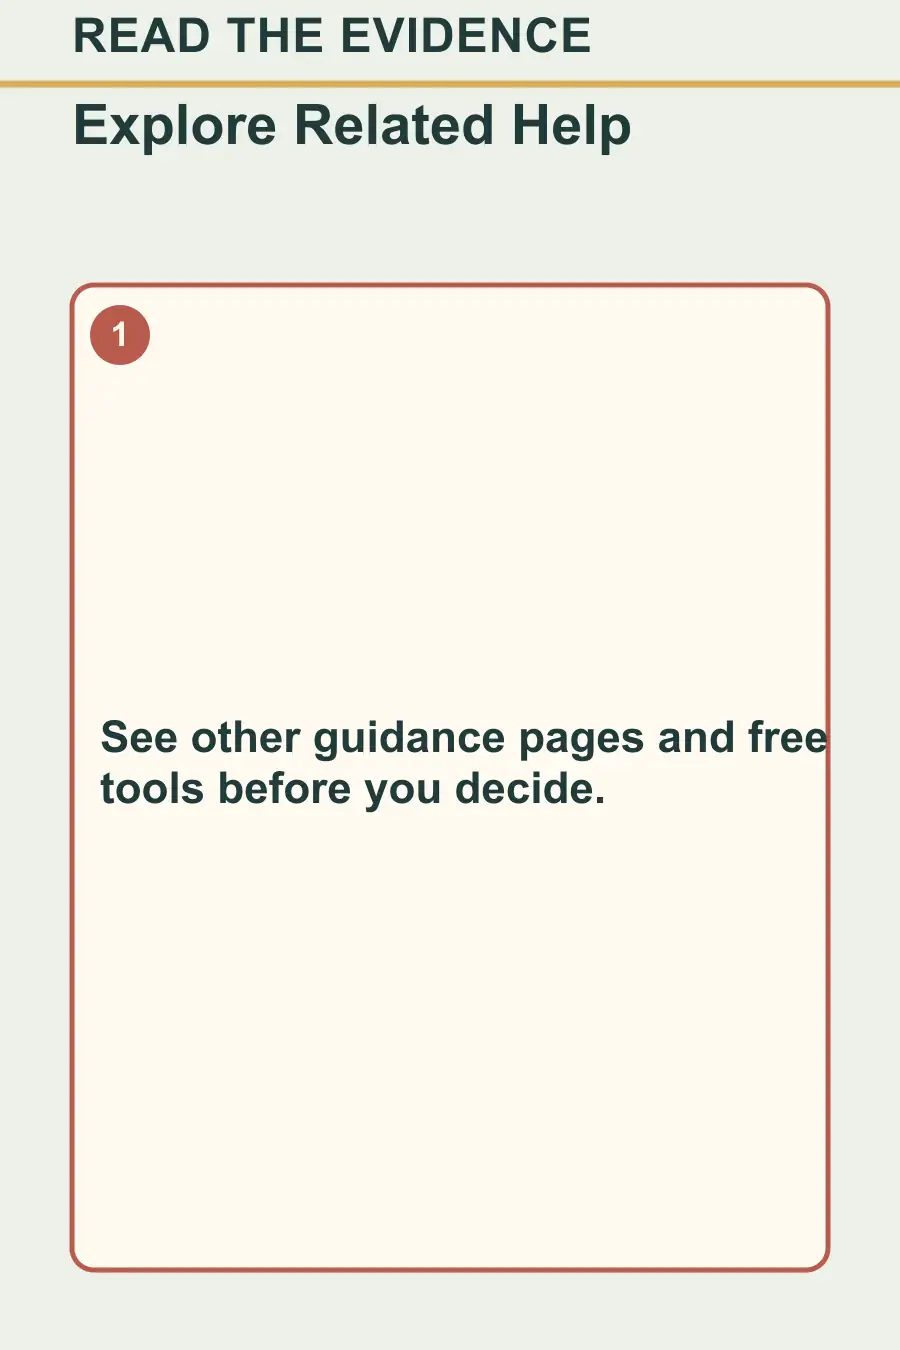 READ THE EVIDENCE
Explore Related Help
1
See other guidance pages and free
tools before you decide.